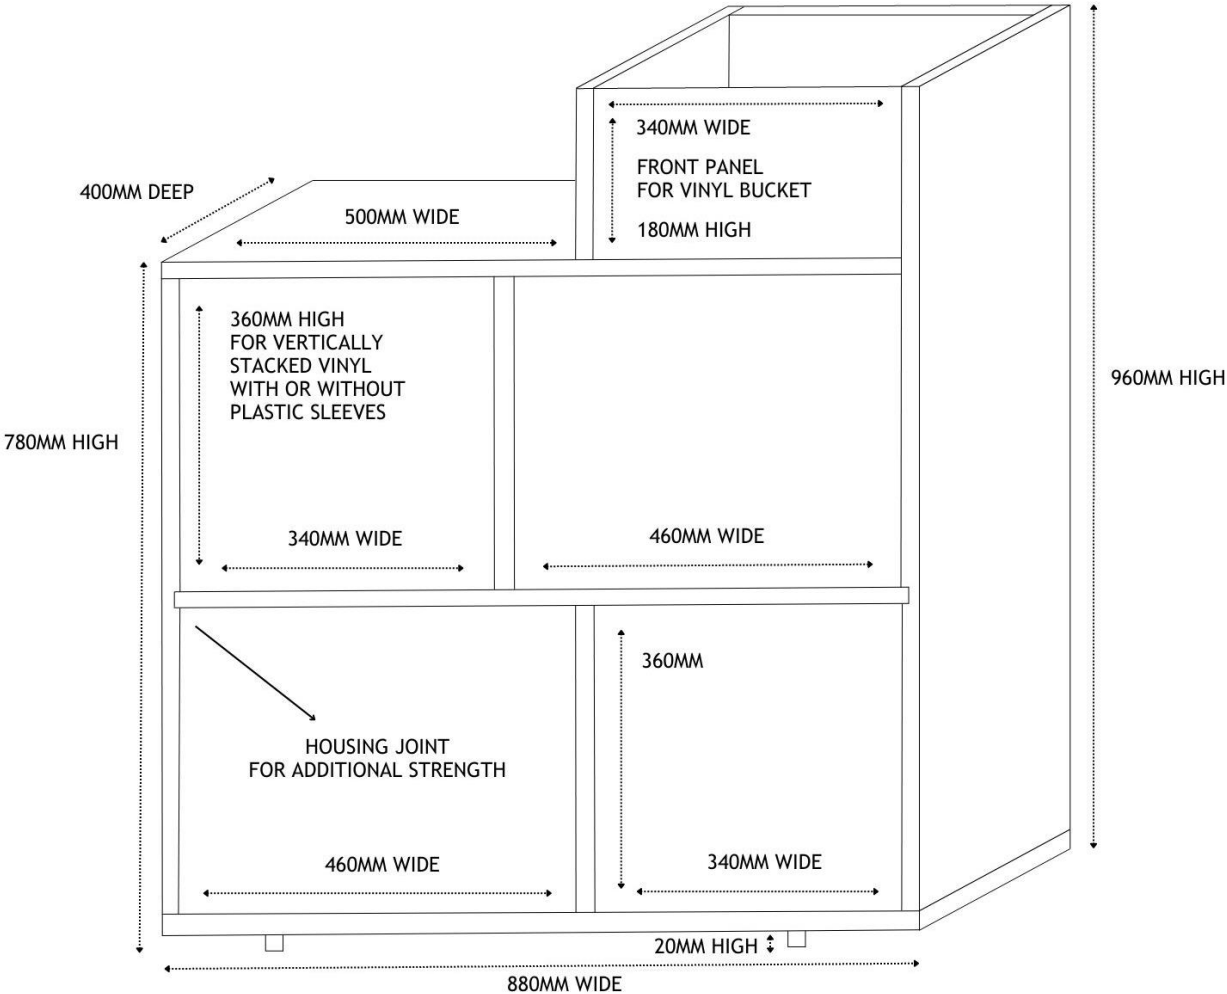 340MM WIDE
FRONT PANEL
FOR VINYL BUCKET
180MM HIGH
400MM DEEP
500MM WIDE
360MM HIGH
FOR VERTICALLY
STACKED VINYL
WITH OR WITHOUT
PLASTIC SLEEVES
960MM HIGH
780MM HIGH
340MM WIDE
460MM WIDE
360MM
HOUSING JOINT
FOR ADDITIONAL STRENGTH
460MM WIDE
340MM WIDE
20MM HIGH
880MM WIDE